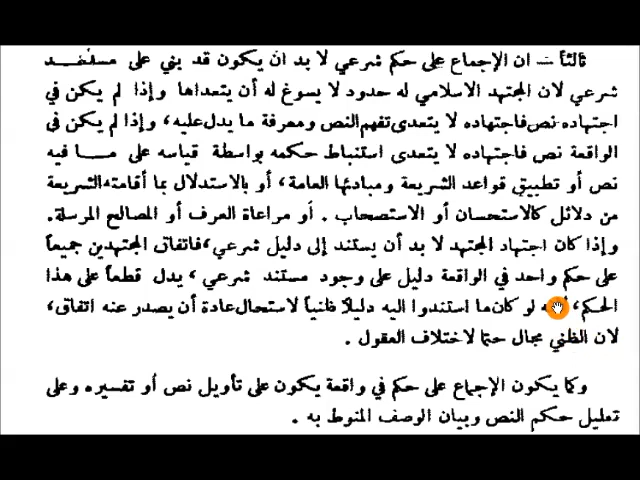 ثالثاً — ان الإجماع على حكم شرعي لا بد ان يكون قد بني على مستند
شرعي لان المجتهد الاسلامي له حدود لا يسوغ له أن يتعداها وإذا لم يكن في
اجتهاده نص فاجتهاده لا يتعدى تفهم النص ومعرفة ما يدل عليه، وإذا لم يكن في
الواقعة نص فاجتهاده لا يتعدى استنباط حكمه بواسطة قياسه على مـا فيه
نص أو تطبيق قواعد الشريعة ومبادئها العامة، أو بالاستدلال بما أقامته الشريعة
من دلائل كالاستحسان أو الاستصحاب . أو مراعاة العرف أو المصالح المرسلة.
وإذا كان اجتهاد المجتهد لا بد أن يستند إلى دليل شرعي، فاتفاق المجتهدين جميعاً
على حكم واحد في الواقعة دليل على وجود مستند شرعي، يدل قطعاً على هذا
الحكم، لو كان ما استندوا اليه دليلاً ظنياً لاستحال عادة أن يصدر عنه اتفاق،
لان الظني مجال حتما لاختلاف العقول .
وكما يكون الإجماع على حكم في واقعة يكون على تأويل نص أو تفسيره وعلى
تعليل حكم النص وبيان الوصف المنوط به .